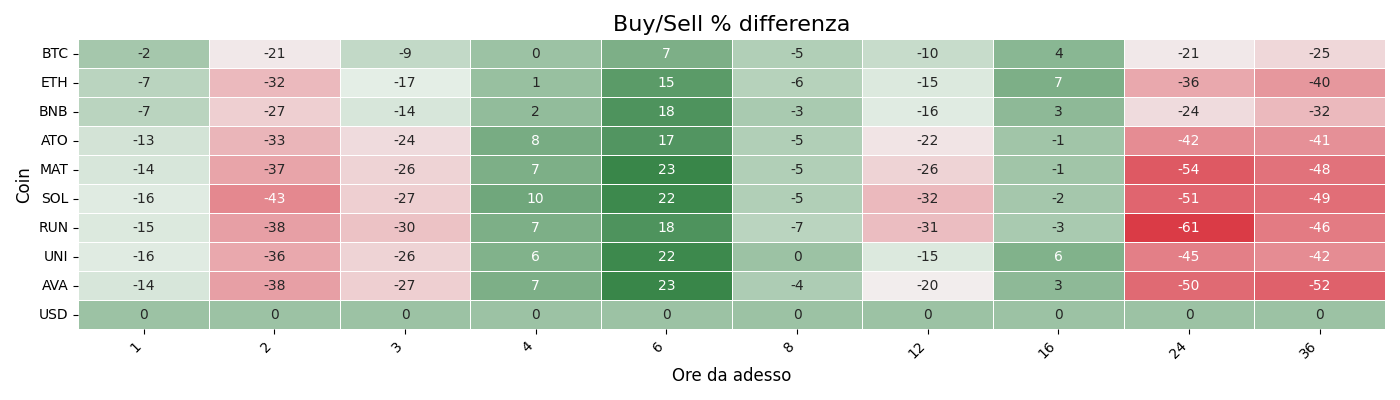 Buy/Sell % differenza
Coin
BTC -2 -21 -9 0 7 -5 -10 4 -21 -25
ETH -7 -32 -17 1 15 -6 -15 7 -36 -40
BNB -7 -27 -14 2 18 -3 -16 3 -24 -32
ATO -13 -33 -24 8 17 -5 -22 -1 -42 -41
MAT -14 -37 -26 7 23 -5 -26 -1 -54 -48
SOL -16 -43 -27 10 22 -5 -32 -2 -51 -49
RUN -15 -38 -30 7 18 -7 -31 -3 -61 -46
UNI -16 -36 -26 6 22 0 -15 6 -45 -42
AVA -14 -38 -27 7 23 -4 -20 3 -50 -52
USD 0 0 0 0 0 0 0 0 0 0
1 2 3 4 6 8 12 16 24 36
Ore da adesso